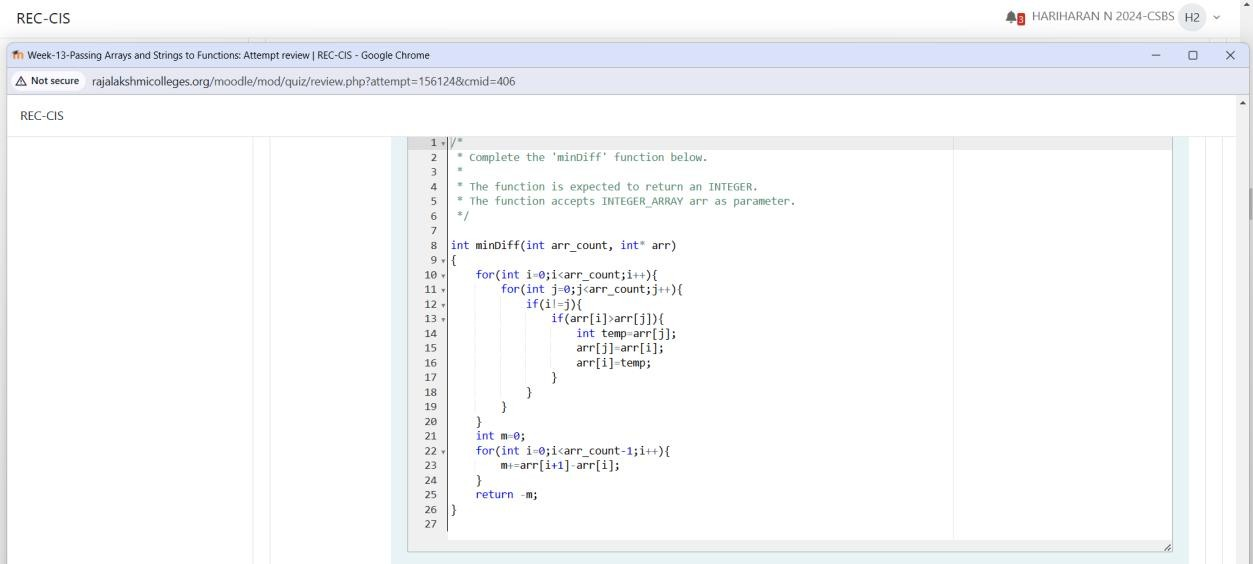 REC-CIS
3 HARIHARAN N 2024-CSBS H2
Week-13-Passing Arrays and Strings to Functions: Attempt review | REC-CIS - Google Chrome
Not secure rajalakshmicolleges.org/moodle/mod/quiz/review.php?attempt=156124&cmid=406
REC-CIS
1 /*
2  * Complete the 'minDiff' function below.
3  *
4  * The function is expected to return an INTEGER.
5  * The function accepts INTEGER_ARRAY arr as parameter.
6  */
7
8 int minDiff(int arr_count, int* arr)
9 {
10     for(int i=0;i<arr_count;i++){
11         for(int j=0;j<arr_count;j++){
12             if(i!=j){
13                 if(arr[i]>arr[j]){
14                     int temp=arr[j];
15                     arr[j]=arr[i];
16                     arr[i]=temp;
17                 }
18             }
19         }
20     }
21     int m=0;
22     for(int i=0;i<arr_count-1;i++){
23         m+=arr[i+1]-arr[i];
24     }
25     return -m;
26 }
27